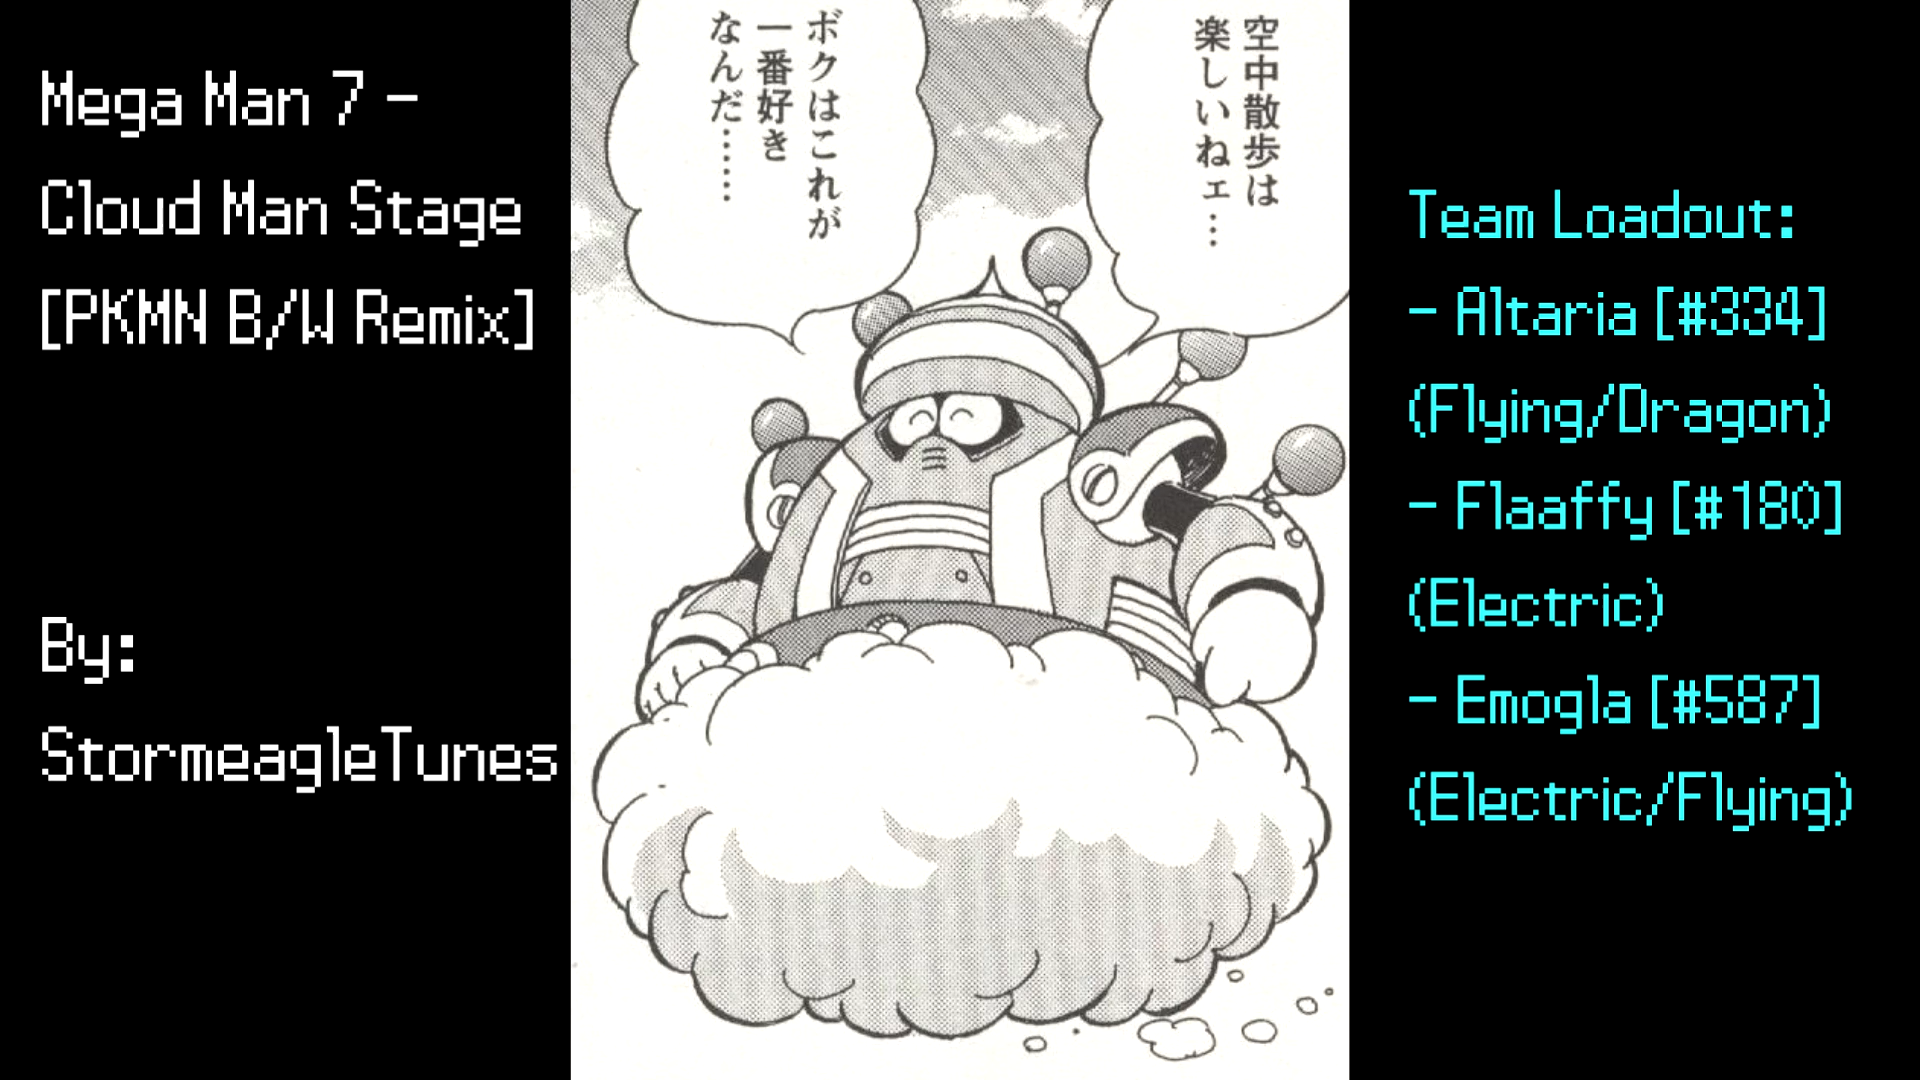 Mega Man 7 -
Cloud Man Stage
[PKMN B/W Remix]
By:
StormeagleTunes
空中散歩は
楽しいねェ…
ボクはこれが
一番好き
なんだ……
Team Loadout:
- Altaria [#334]
(Flying/Dragon)
- Flaaffy [#180]
(Electric)
- Emogla [#587]
(Electric/Flying)